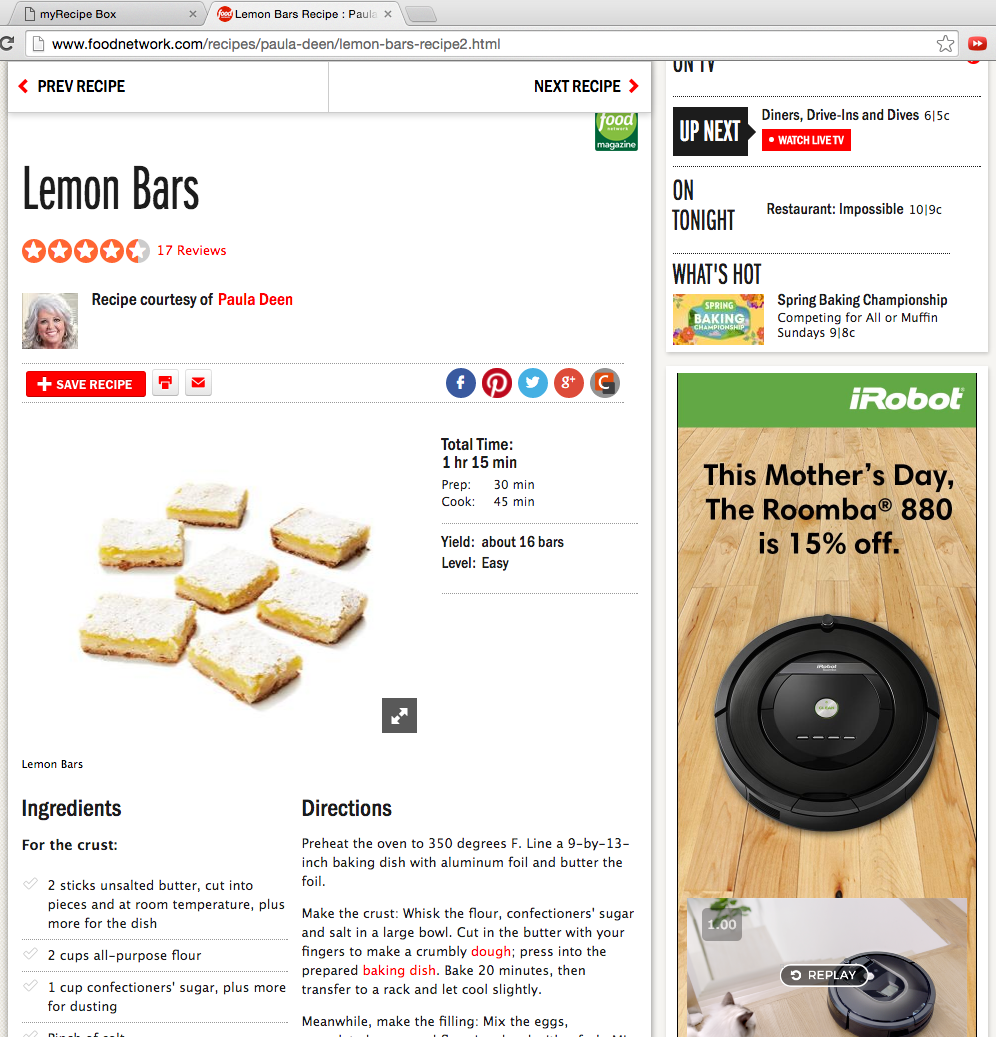 myRecipe Box
Lemon Bars Recipe : Paula
www.foodnetwork.com/recipes/paula-deen/lemon-bars-recipe2.html
PREV RECIPE
NEXT RECIPE
food
network
magazine
Lemon Bars
17 Reviews
Recipe courtesy of Paula Deen
SAVE RECIPE
Total Time:
1 hr 15 min
Prep: 30 min
Cook: 45 min
Yield: about 16 bars
Level: Easy
Lemon Bars
Ingredients
For the crust:
2 sticks unsalted butter, cut into
pieces and at room temperature, plus
more for the dish
2 cups all-purpose flour
1 cup confectioners' sugar, plus more
for dusting
Pinch of salt
Directions
Preheat the oven to 350 degrees F. Line a 9-by-13-
inch baking dish with aluminum foil and butter the
foil.
Make the crust: Whisk the flour, confectioners' sugar
and salt in a large bowl. Cut in the butter with your
fingers to make a crumbly dough; press into the
prepared baking dish. Bake 20 minutes, then
transfer to a rack and let cool slightly.
Meanwhile, make the filling: Mix the eggs,
ON TV
UP NEXT
Diners, Drive-Ins and Dives 6|5c
WATCH LIVE TV
ON
TONIGHT
Restaurant: Impossible 10|9c
WHAT'S HOT
SPRING
BAKING
CHAMPIONSHIP
Spring Baking Championship
Competing for All or Muffin
Sundays 9|8c
iRobot
This Mother's Day,
The Roomba® 880
is 15% off.
iRobot
1.00
REPLAY